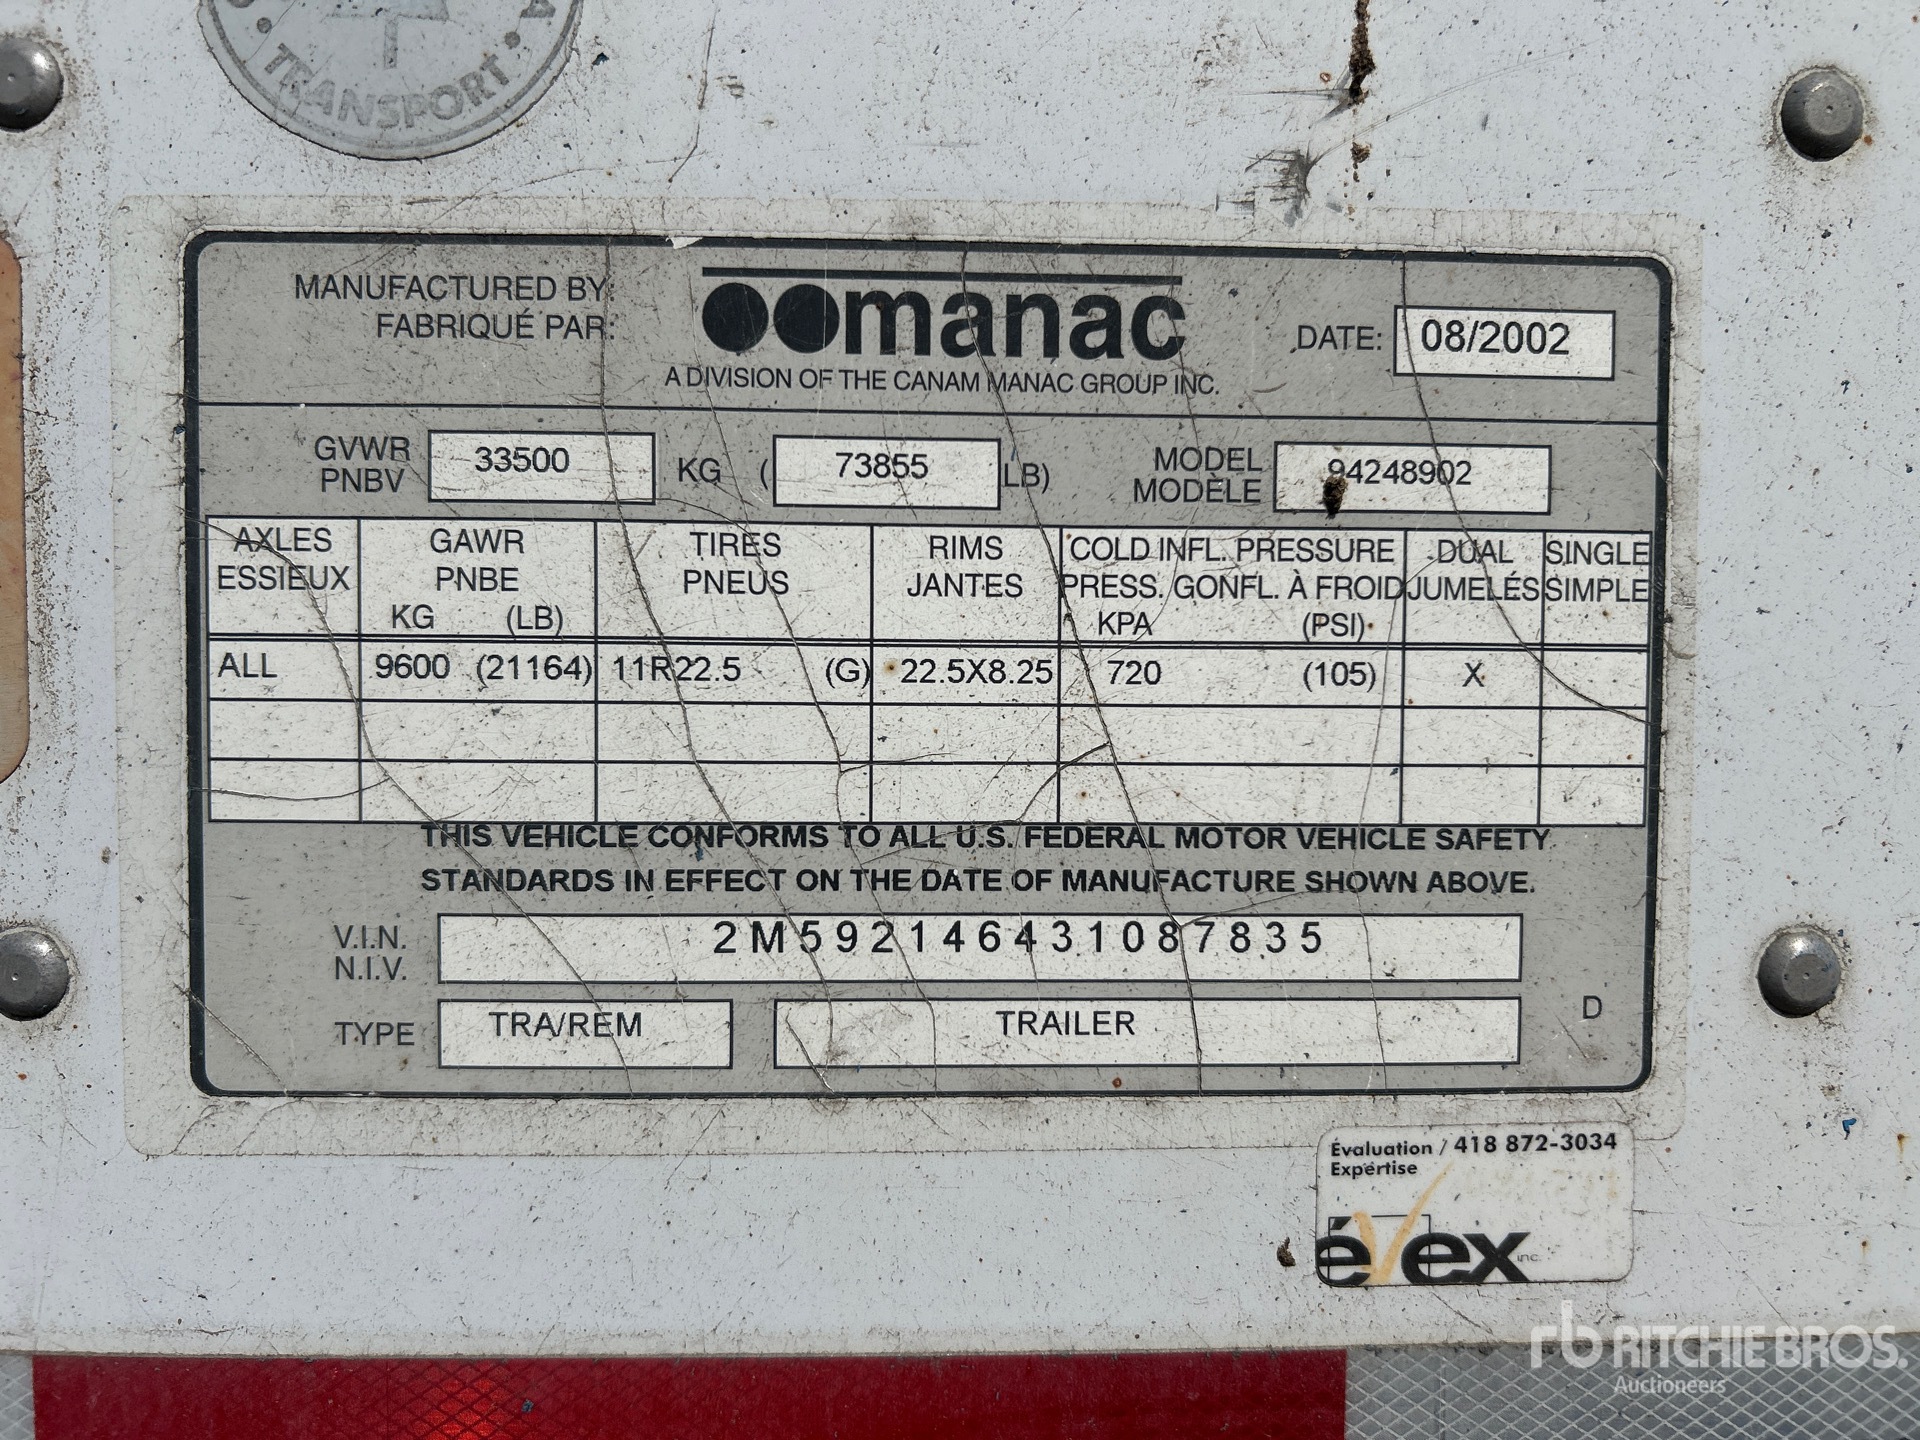 TRANSPORT
MANUFACTURED BY:
FABRIQUÉ PAR:
manac
A DIVISION OF THE CANAM MANAC GROUP INC.
DATE: 08/2002
GVWR
PNBV
33500 KG ( 73855 LB)
MODEL
MODÈLE
94248902
AXLES
ESSIEUX
GAWR
PNBE
KG (LB)
TIRES
PNEUS
RIMS
JANTES
COLD INFL. PRESSURE
PRESS. GONFL. À FROID
KPA (PSI)
DUAL
JUMELÉS
SINGLE
SIMPLE
ALL 9600 (21164) 11R22.5 (G) 22.5X8.25 720 (105) X
THIS VEHICLE CONFORMS TO ALL U.S. FEDERAL MOTOR VEHICLE SAFETY
STANDARDS IN EFFECT ON THE DATE OF MANUFACTURE SHOWN ABOVE.
V.I.N.
N.I.V.
2M592146431087835
TYPE TRA/REM TRAILER D
Évaluation / 418 872-3034
Expertise
évex inc.
rb RITCHIE BROS.
Auctioneers